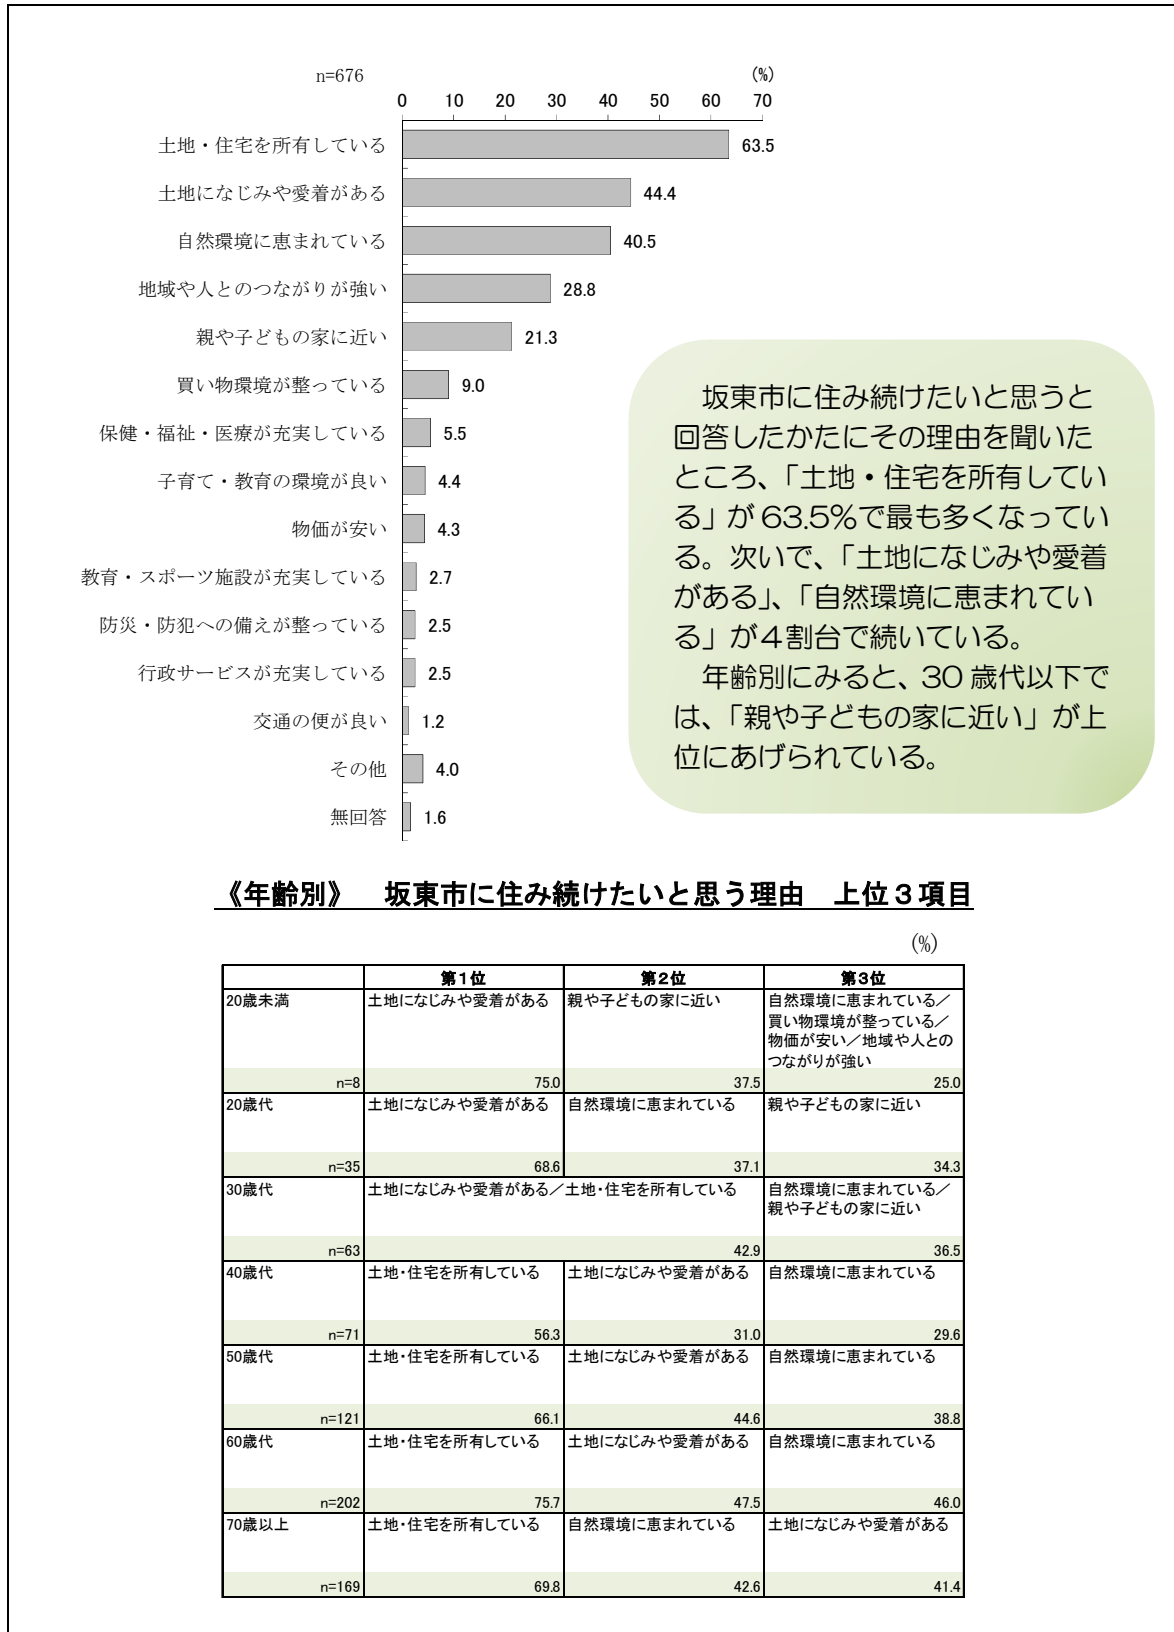 n=676
(%)
0 10 20 30 40 50 60 70
土地・住宅を所有している 63.5
土地になじみや愛着がある 44.4
自然環境に恵まれている 40.5
地域や人とのつながりが強い 28.8
親や子どもの家に近い 21.3
買い物環境が整っている 9.0
保健・福祉・医療が充実している 5.5
子育て・教育の環境が良い 4.4
物価が安い 4.3
教育・スポーツ施設が充実している 2.7
防災・防犯への備えが整っている 2.5
行政サービスが充実している 2.5
交通の便が良い 1.2
その他 4.0
無回答 1.6
坂東市に住み続けたいと思うと
回答したかたにその理由を聞いた
ところ、「土地・住宅を所有してい
る」が 63.5%で最も多くなってい
る。次いで、「土地になじみや愛着
がある」、「自然環境に恵まれてい
る」が４割台で続いている。
年齢別にみると、30 歳代以下で
は、「親や子どもの家に近い」が上
位にあげられている。
《年齢別》　坂東市に住み続けたいと思う理由　上位３項目
(%)
第１位 第２位 第３位
20歳未満 土地になじみや愛着がある 親や子どもの家に近い 自然環境に恵まれている／
買い物環境が整っている／
物価が安い／地域や人との
つながりが強い
n=8 75.0 37.5 25.0
20歳代 土地になじみや愛着がある 自然環境に恵まれている 親や子どもの家に近い
n=35 68.6 37.1 34.3
30歳代 土地になじみや愛着がある／土地・住宅を所有している 自然環境に恵まれている／
親や子どもの家に近い
n=63 42.9 36.5
40歳代 土地・住宅を所有している 土地になじみや愛着がある 自然環境に恵まれている
n=71 56.3 31.0 29.6
50歳代 土地・住宅を所有している 土地になじみや愛着がある 自然環境に恵まれている
n=121 66.1 44.6 38.8
60歳代 土地・住宅を所有している 土地になじみや愛着がある 自然環境に恵まれている
n=202 75.7 47.5 46.0
70歳以上 土地・住宅を所有している 自然環境に恵まれている 土地になじみや愛着がある
n=169 69.8 42.6 41.4